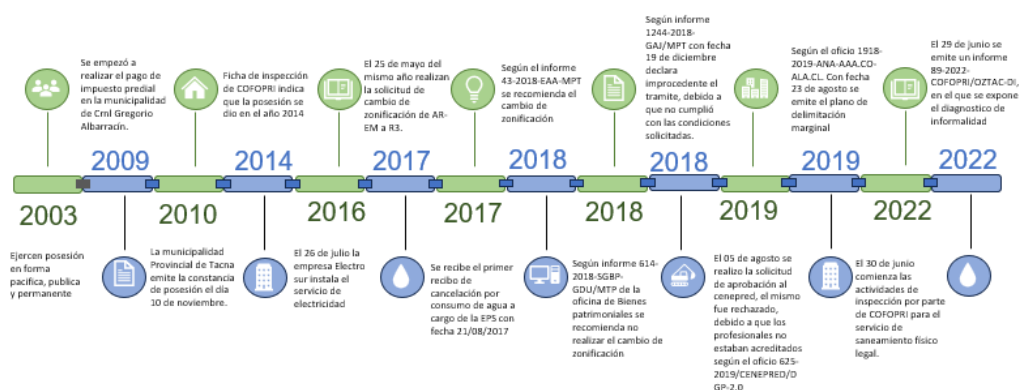 Se empezó a
realizar el pago de
impuesto predial
en la municipalidad
de Crnl Gregorio
Albarracín.
Ficha de inspección
de COFOPRI indica
que la posesión se
dio en el año 2014
El 25 de mayo del
mismo año realizan
la solicitud de
cambio de
zonificación de AR-
EM a R3.
Según el informe
43-2018-EAA-MPT
se recomienda el
cambio de
zonificación
Según informe
1244-2018-
GAJ/MPT con fecha
19 de diciembre
declara
improcedente el
tramite, debido a
que no cumplió
con las condiciones
solicitadas.
Según el oficio 1918-
2019-ANA-AAA.CO-
ALA.CL. Con fecha
23 de agosto se
emite el plano de
delimitación
marginal
El 29 de junio se
emite un informe
89-2022-
COFOPRI/OZTAC-DI,
en el que se expone
el diagnostico de
informalidad
2009
2014
2017
2018
2018
2019
2022
2003
2010
2016
2017
2018
2019
2022
Ejercen posesión
en forma
pacifica, publica
y permanente
La municipalidad
Provincial de Tacna
emite la constancia
de posesión el día
10 de noviembre.
El 26 de julio la
empresa Electro
sur instala el
servicio de
electricidad
Se recibe el primer
recibo de
cancelación por
consumo de agua a
cargo de la EPS con
fecha 21/08/2017
Según informe 614-
2018-SGBP-
GDU/MTP de la
oficina de Bienes
patrimoniales se
recomienda no
realizar el cambio de
zonificación
El 05 de agosto se
realizo la solicitud
de aprobación al
cenepred, el mismo
fue rechazado,
debido a que los
profesionales no
estaban acreditados
según el oficio 625-
2019/CENEPRED/D
GP-2.0
El 30 de junio
comienza las
actividades de
inspección por parte
de COFOPRI para el
servicio de
saneamiento físico
legal.